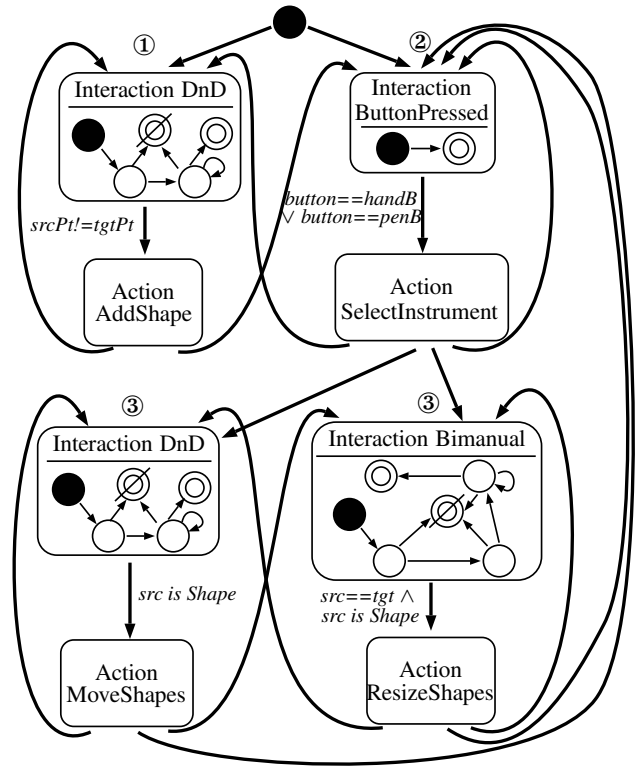 ①
②
Interaction DnD
Interaction
ButtonPressed
srcPt!=tgtPt
button==handB
∨ button==penB
Action
AddShape
Action
SelectInstrument
③
③
Interaction DnD
Interaction Bimanual
src is Shape
src==tgt ∧
src is Shape
Action
MoveShapes
Action
ResizeShapes